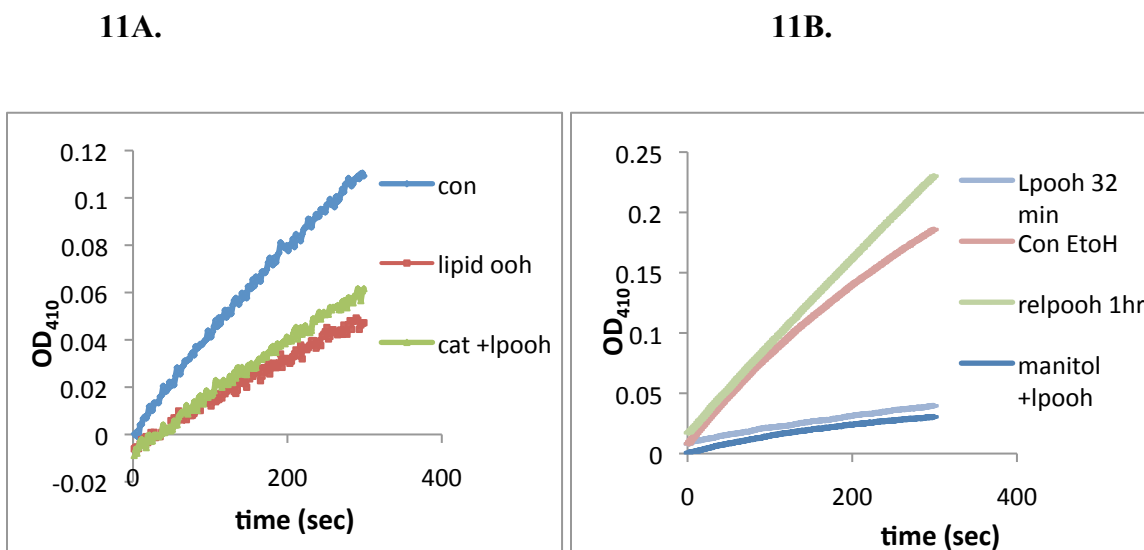 11A.
11B.
0.12
0.1
0.08
0.06
0.04
0.02
0
-0.02
OD410
0
200
400
time (sec)
con
lipid ooh
cat +lpooh
0.25
0.2
0.15
0.1
0.05
0
OD410
0
200
400
time (sec)
Lpooh 32
min
Con EtoH
relpooh 1hr
manitol
+lpooh